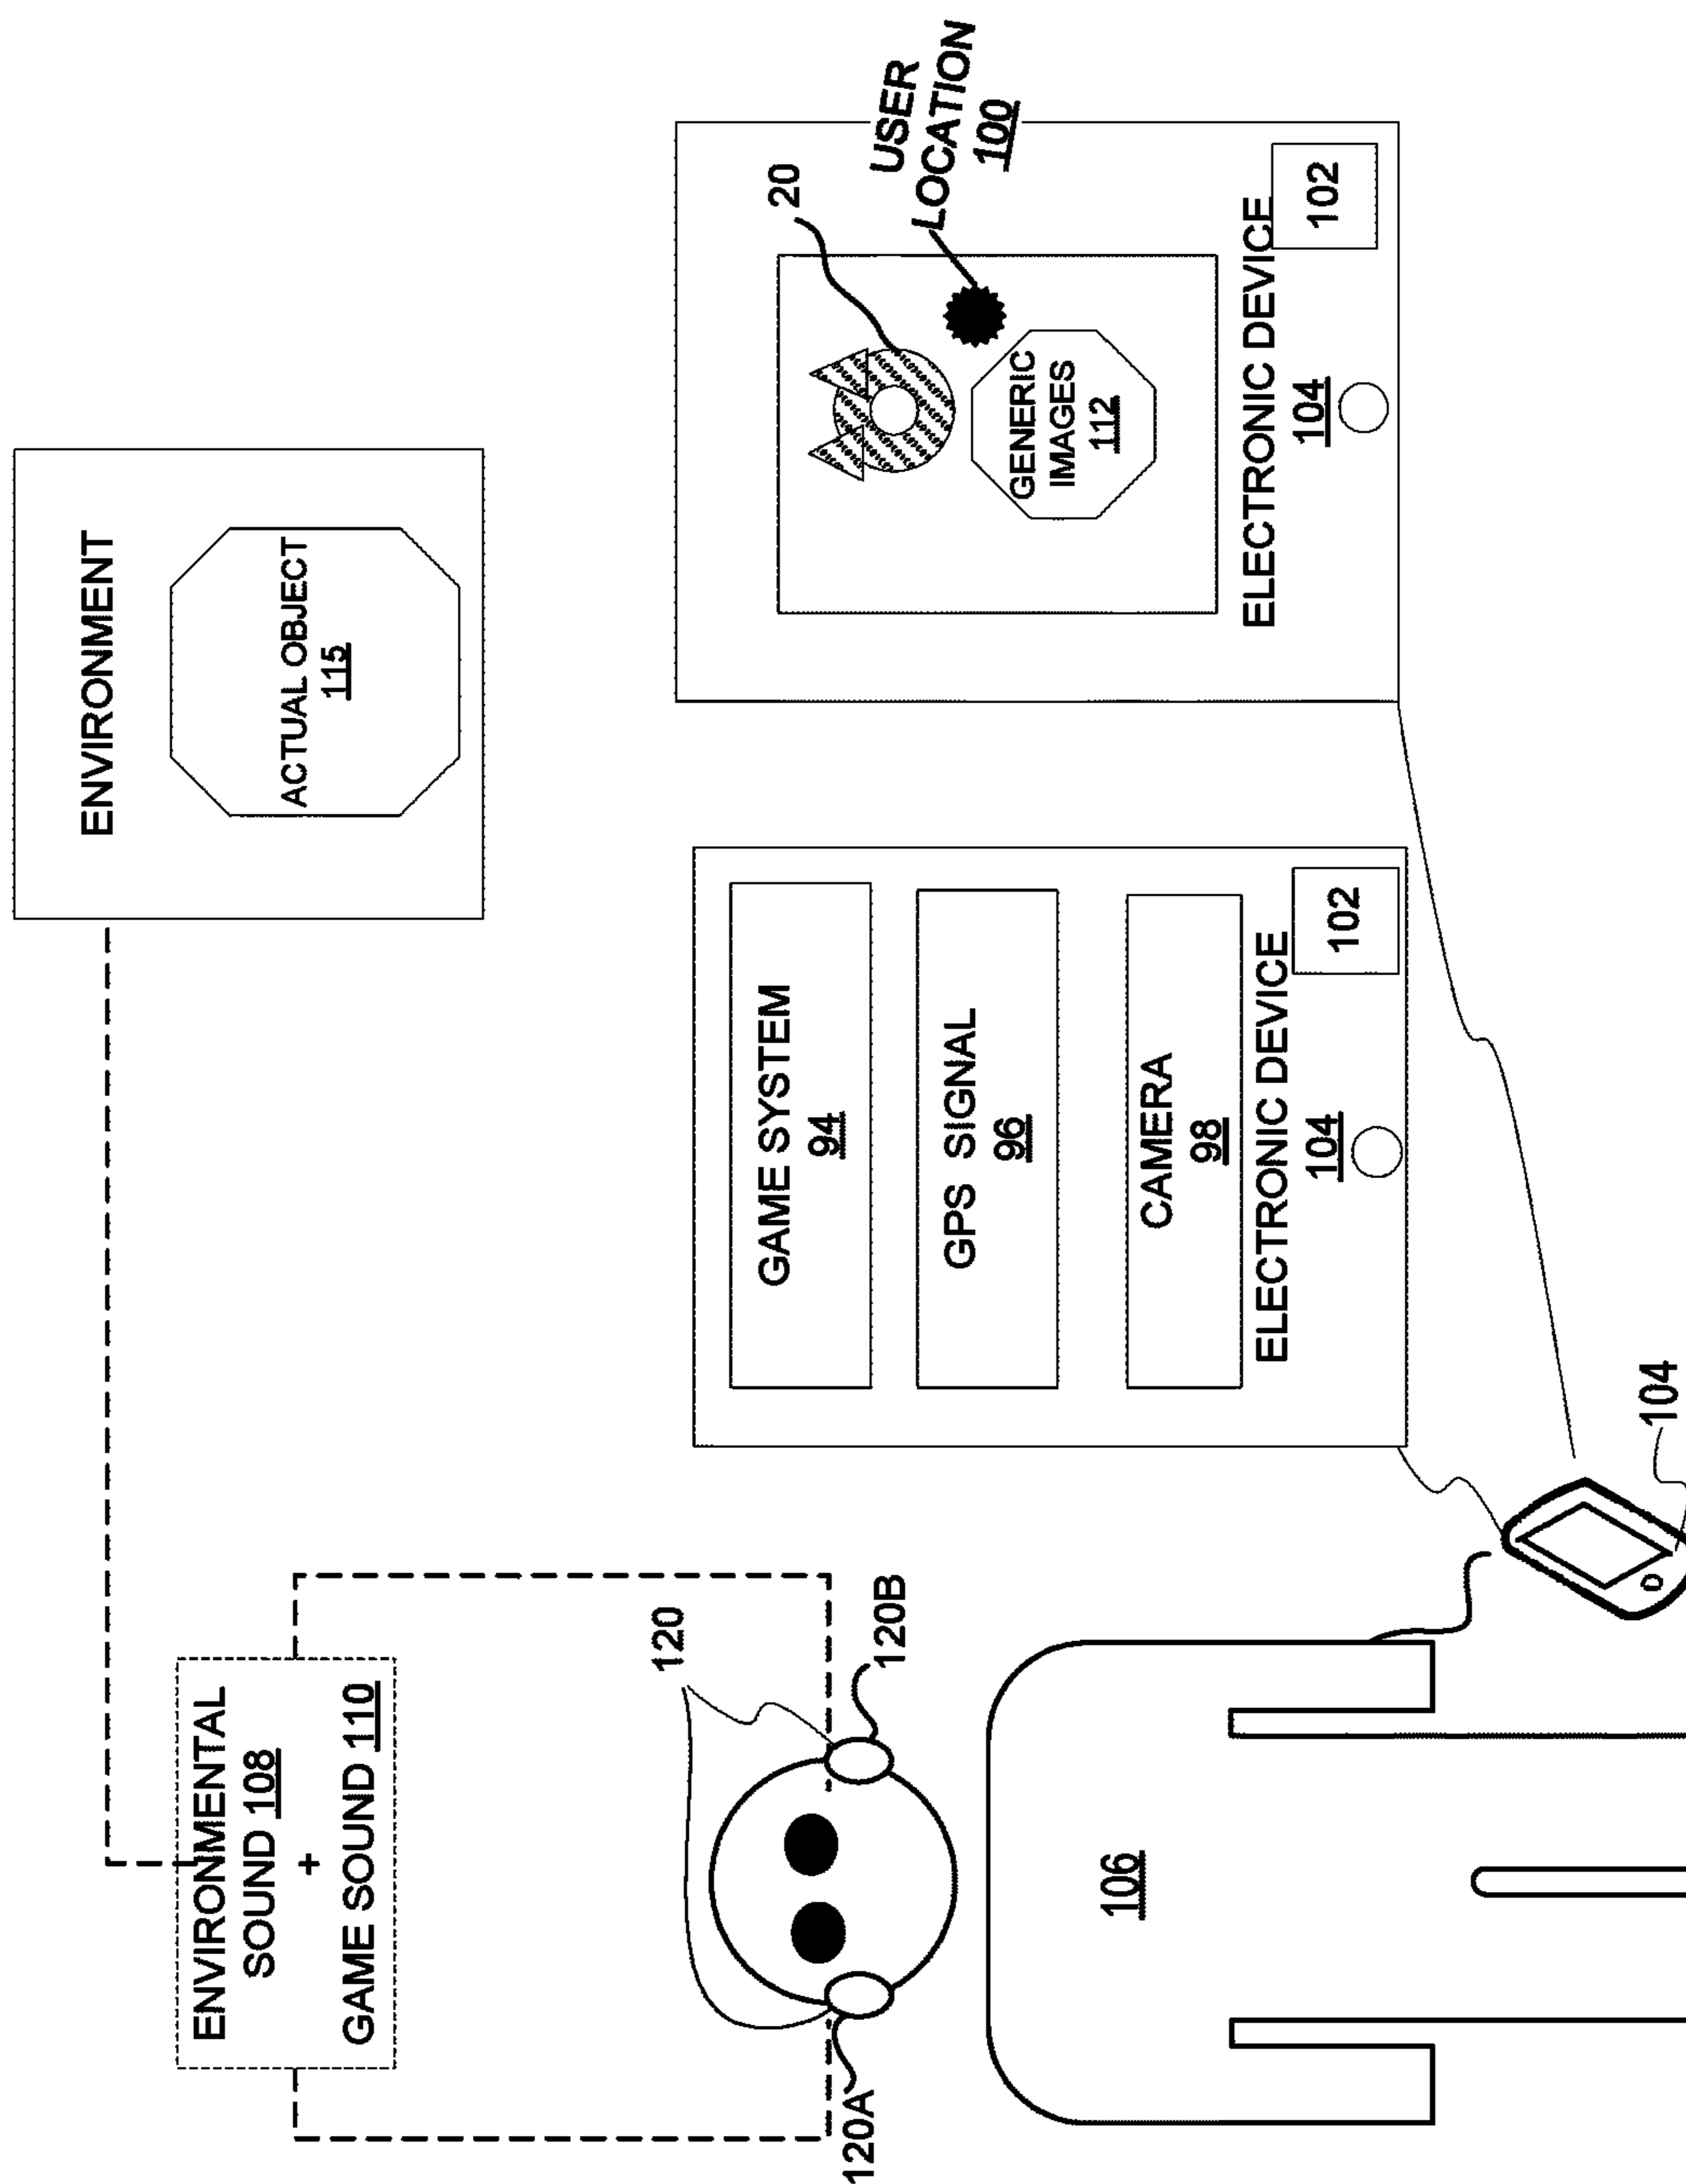 ENVIRONMENTAL
SOUND 108
+
GAME SOUND 110
ENVIRONMENT
ACTUAL OBJECT
115
120
120A
120B
106
104
GAME SYSTEM
94
GPS SIGNAL
96
CAMERA
98
ELECTRONIC DEVICE
104
102
20
USER
LOCATION
100
GENERIC
IMAGES
112
ELECTRONIC DEVICE
104
102